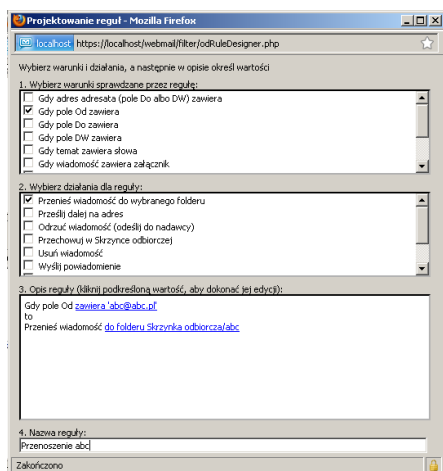 Projektowanie reguł - Mozilla Firefox
localhost https://localhost/webmail/filter/odRuleDesigner.php
Wybierz warunki i działania, a następnie w opisie określ wartości
1. Wybierz warunki sprawdzane przez regułę:
Gdy adres adresata (pole Do albo DW) zawiera
Gdy pole Od zawiera
Gdy pole Do zawiera
Gdy pole DW zawiera
Gdy temat zawiera słowa
Gdy wiadomość zawiera załącznik
2. Wybierz działania dla reguły:
Przenieś wiadomość do wybranego folderu
Prześlij dalej na adres
Odrzuć wiadomość (odeślij do nadawcy)
Przechowuj w Skrzynce odbiorczej
Usuń wiadomość
Wyślij powiadomienie
3. Opis reguły (kliknij podkreśloną wartość, aby dokonać jej edycji):
Gdy pole Od zawiera 'abc@abc.pl'
to
Przenieś wiadomość do folderu Skrzynka odbiorcza/abc
4. Nazwa reguły:
Przenoszenie abc
Zakończono